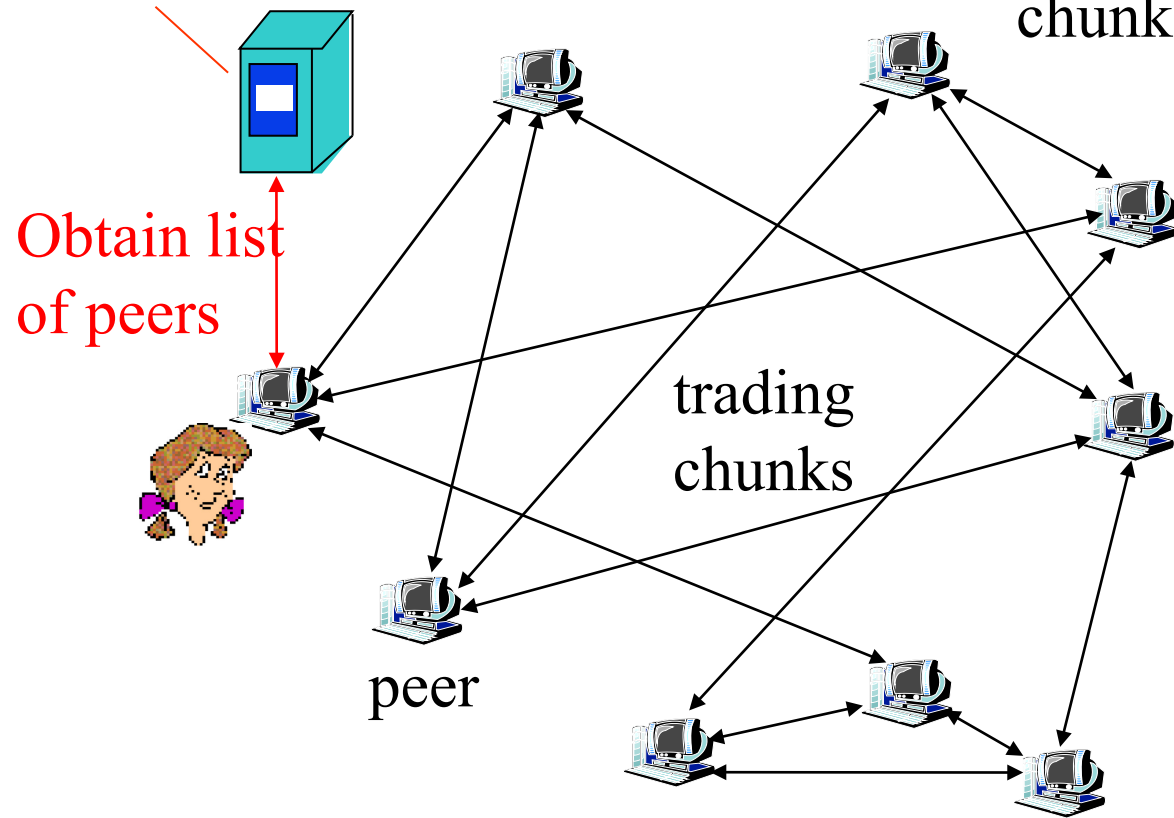 chunk
Obtain list
of peers
trading
chunks
peer